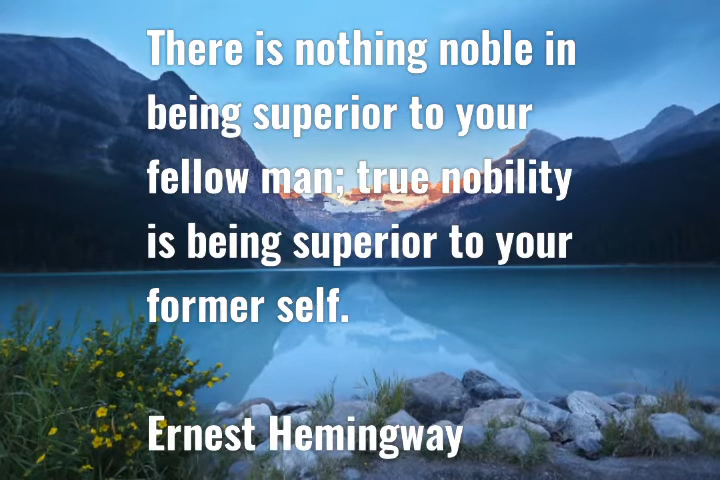 There is nothing noble in
being superior to your
fellow man; true nobility
is being superior to your
former self.
Ernest Hemingway